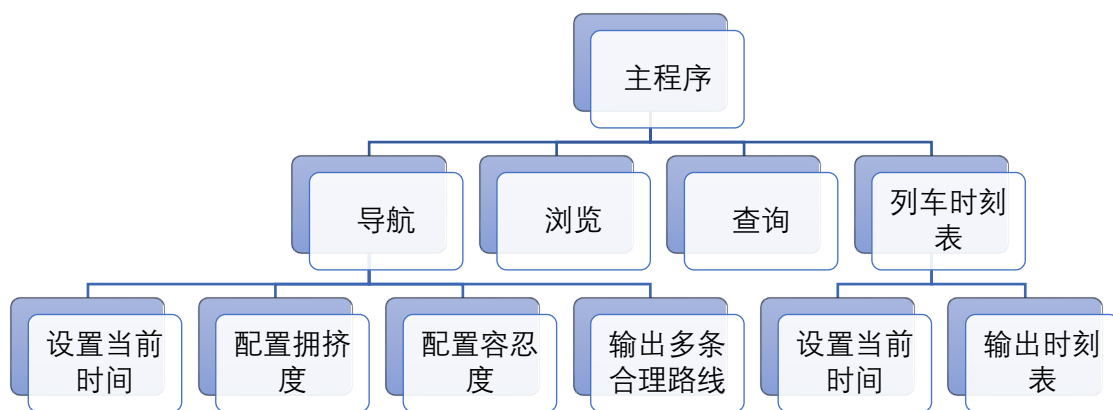 主程序
导航
浏览
查询
列车时刻
表
设置当前
时间
配置拥挤
度
配置容忍
度
输出多条
合理路线
设置当前
时间
输出时刻
表